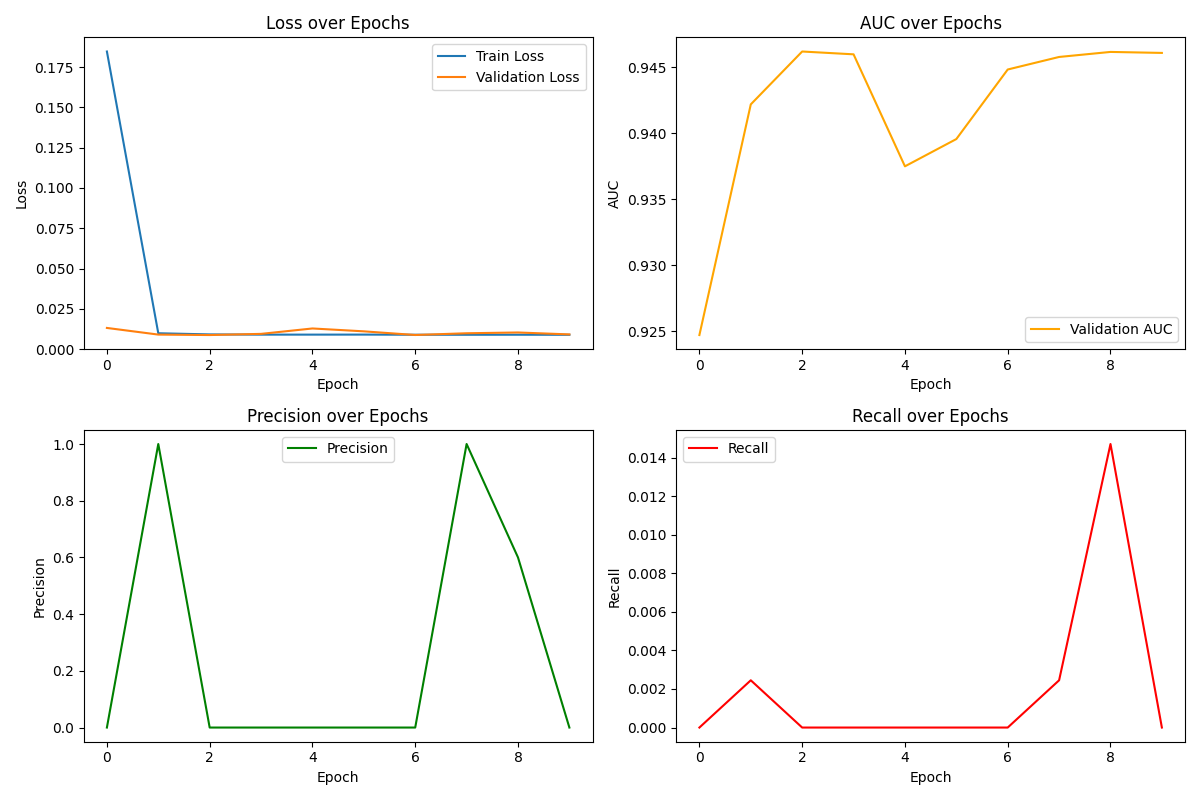 Loss over Epochs
Train Loss
Validation Loss
0.175
0.150
0.125
0.100
0.075
0.050
0.025
0.000
Loss
0 2 4 6 8
Epoch
AUC over Epochs
0.945
0.940
0.935
0.930
0.925
AUC
Validation AUC
0 2 4 6 8
Epoch
Precision over Epochs
Precision
1.0
0.8
0.6
0.4
0.2
0.0
Precision
0 2 4 6 8
Epoch
Recall over Epochs
Recall
0.014
0.012
0.010
0.008
0.006
0.004
0.002
0.000
Recall
0 2 4 6 8
Epoch